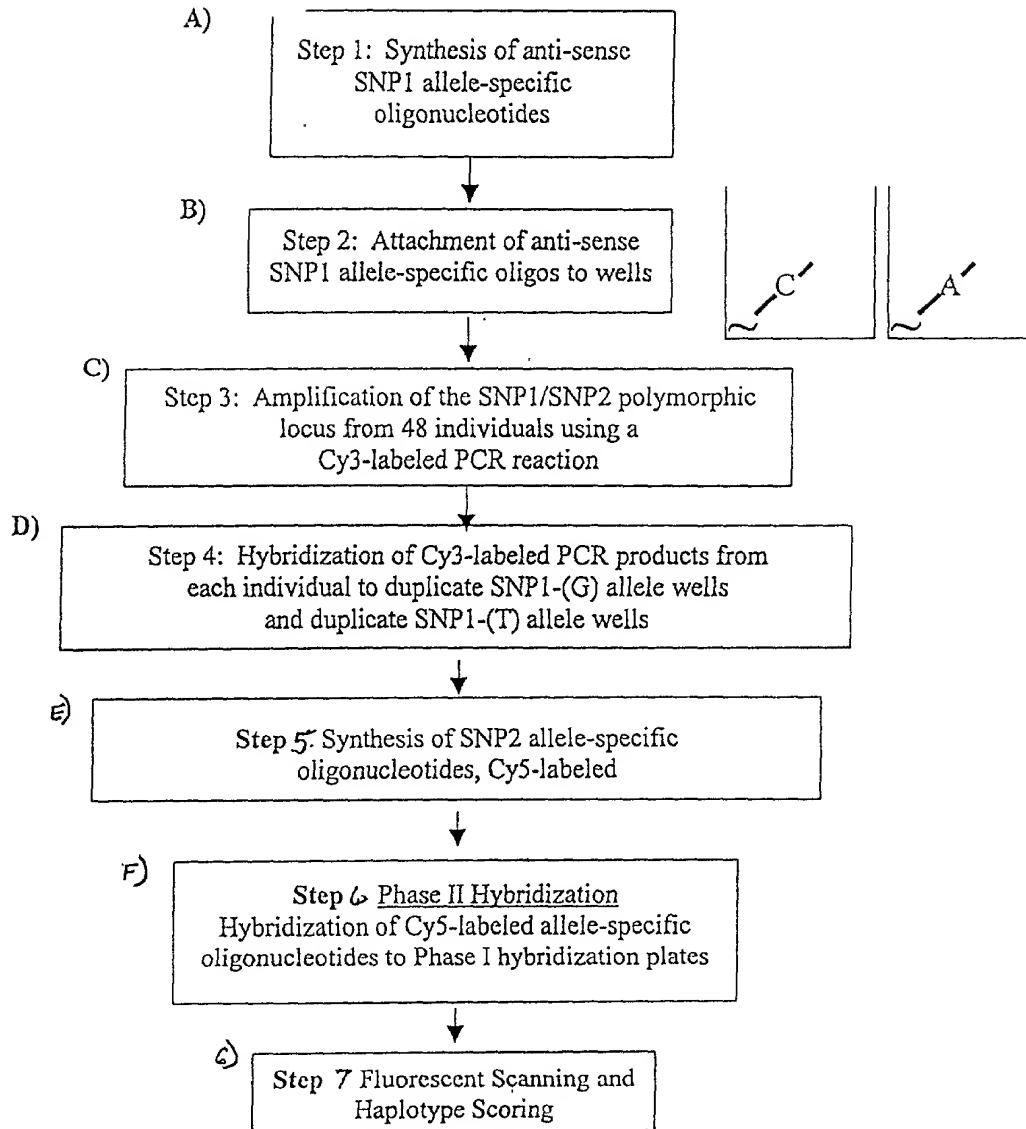 A)
Step 1: Synthesis of anti-sense
SNP1 allele-specific
oligonucleotides
B)
Step 2: Attachment of anti-sense
SNP1 allele-specific oligos to wells
C
A
C)
Step 3: Amplification of the SNP1/SNP2 polymorphic
locus from 48 individuals using a
Cy3-labeled PCR reaction
D)
Step 4: Hybridization of Cy3-labeled PCR products from
each individual to duplicate SNP1-(G) allele wells
and duplicate SNP1-(T) allele wells
E)
Step 5: Synthesis of SNP2 allele-specific
oligonucleotides, Cy5-labeled
F)
Step 6 Phase II Hybridization
Hybridization of Cy5-labeled allele-specific
oligonucleotides to Phase I hybridization plates
G)
Step 7 Fluorescent Scanning and
Haplotype Scoring